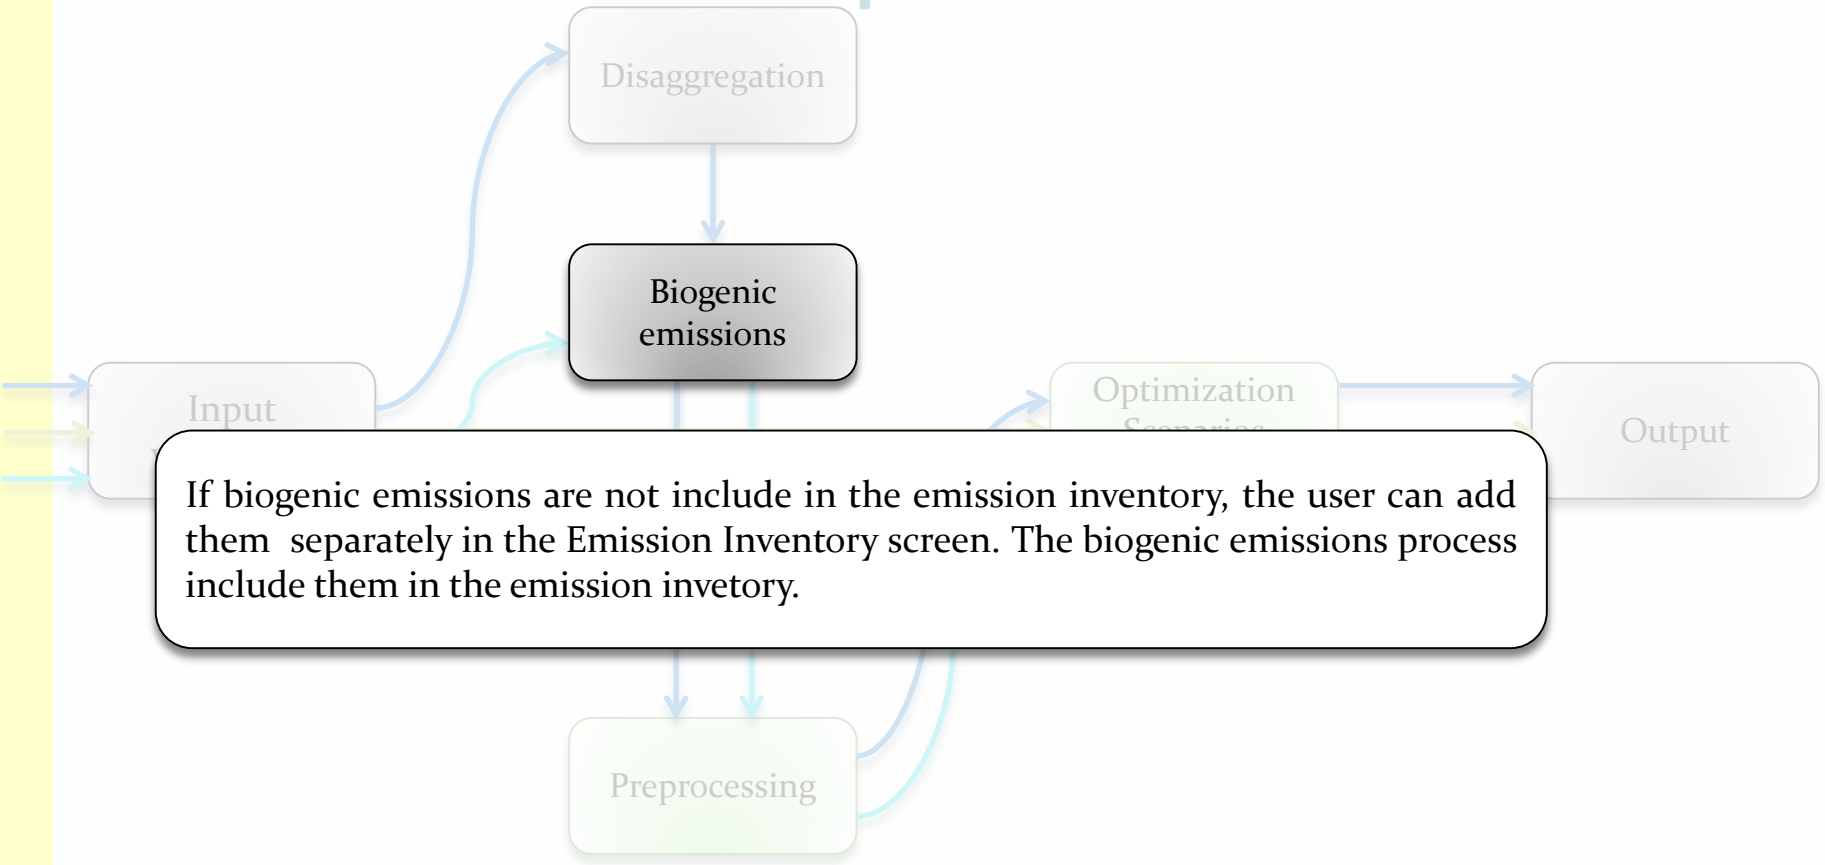 Disaggregation
Biogenic
emissions
Input
Optimization
Scenarios
Output
If biogenic emissions are not include in the emission inventory, the user can add
them  separately in the Emission Inventory screen. The biogenic emissions process
include them in the emission invetory.
Preprocessing